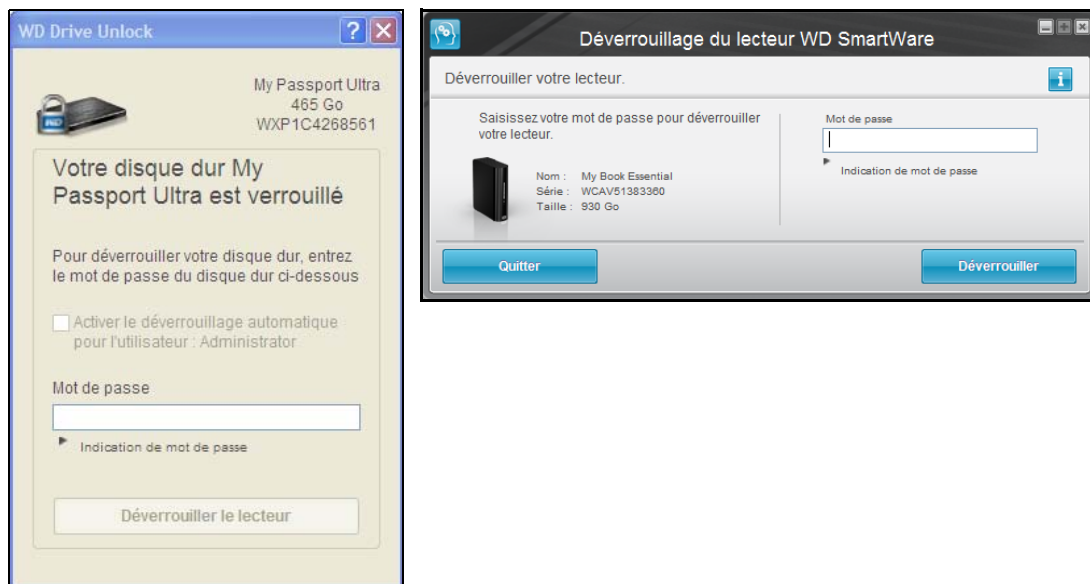 WD Drive Unlock
My Passport Ultra
465 Go
WXP1C4268561
Votre disque dur My
Passport Ultra est verrouillé
Pour déverrouiller votre disque dur, entrez
le mot de passe du disque dur ci-dessous
Activer le déverrouillage automatique
pour l'utilisateur : Administrator
Mot de passe
Indication de mot de passe
Déverrouiller le lecteur
Déverrouillage du lecteur WD SmartWare
Déverrouiller votre lecteur.
Saisissez votre mot de passe pour déverrouiller
votre lecteur.
Nom : My Book Essential
Série : WCAV51383360
Taille : 930 Go
Mot de passe
Indication de mot de passe
Quitter
Déverrouiller